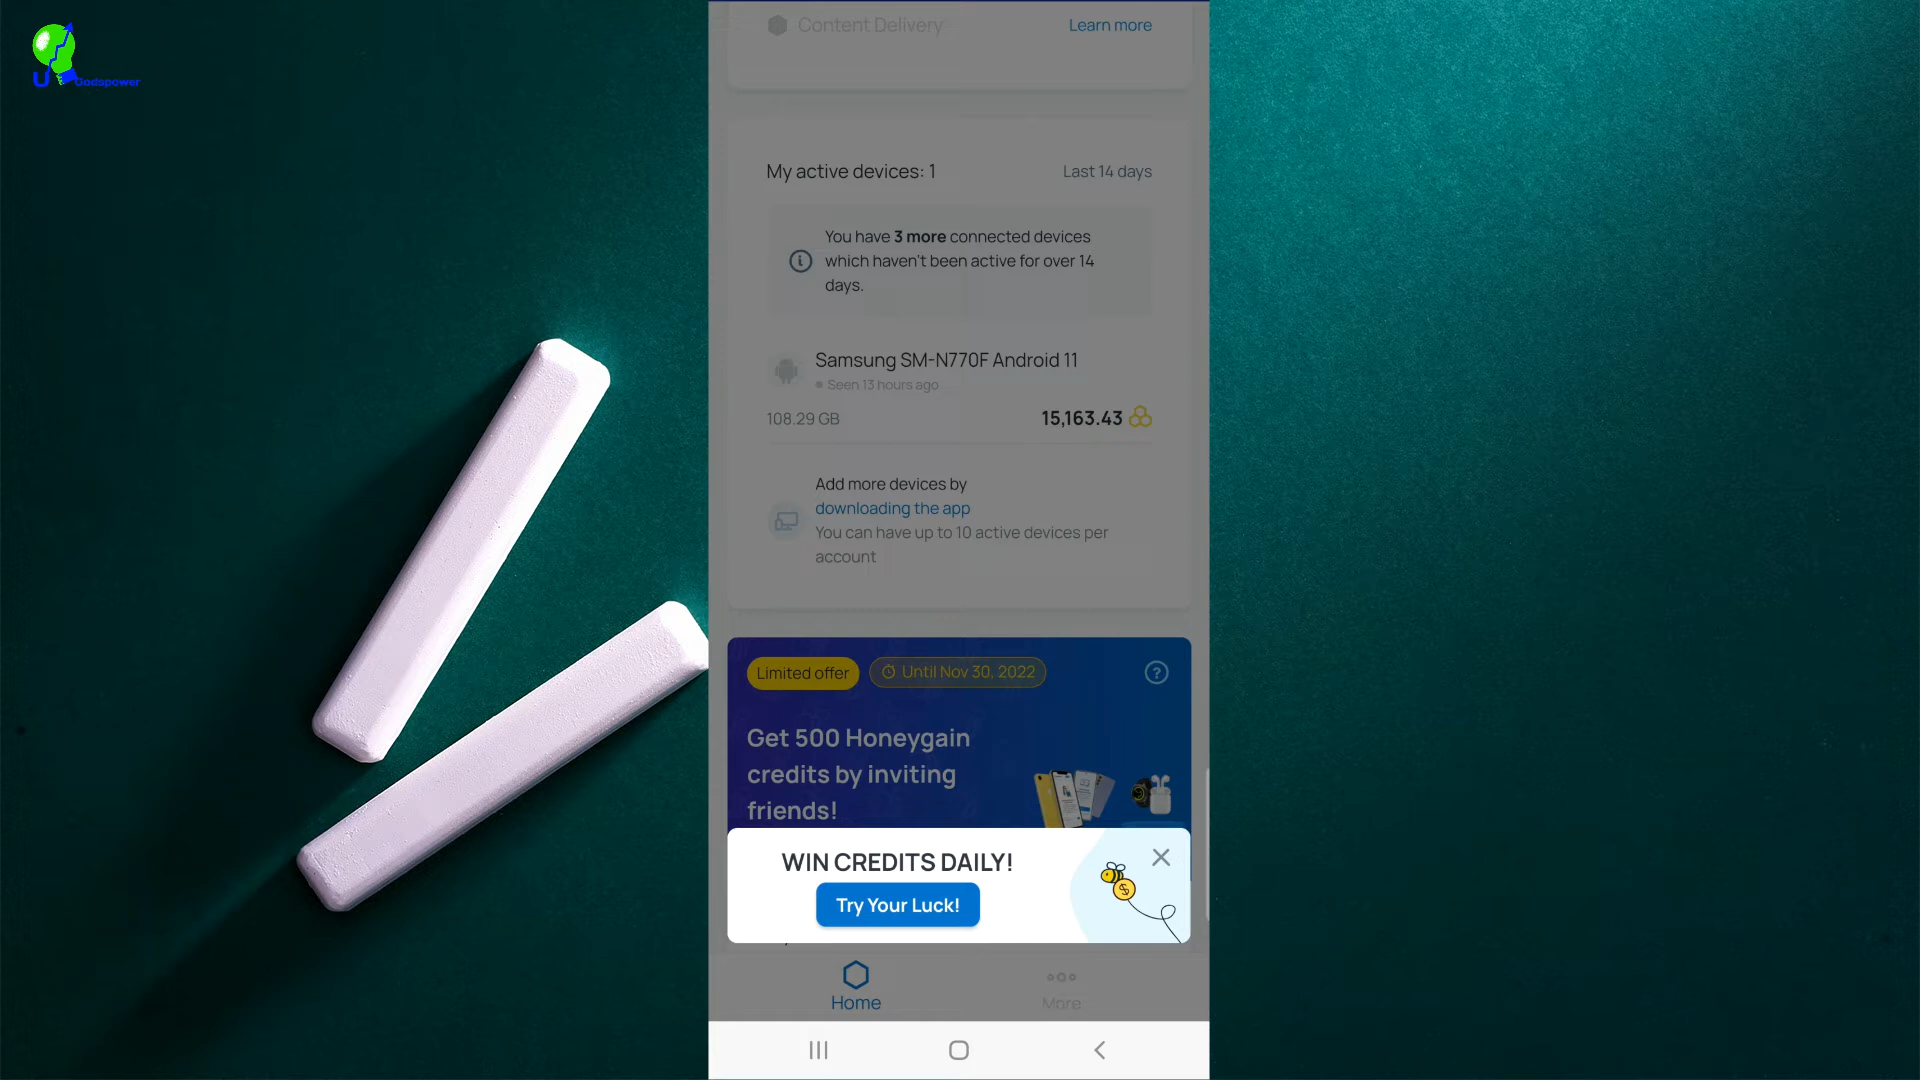 U
Godspower
Content Delivery
Learn more
My active devices: 1
Last 14 days
You have 3 more connected devices
which haven't been active for over 14
days.
Samsung SM-N770F Android 11
Seen 13 hours ago
108.29 GB
15,163.43
Add more devices by
downloading the app
You can have up to 10 active devices per
account
Limited offer
Until Nov 30, 2022
?
Get 500 Honeygain
credits by inviting
friends!
WIN CREDITS DAILY!
Try Your Luck!
Home
More